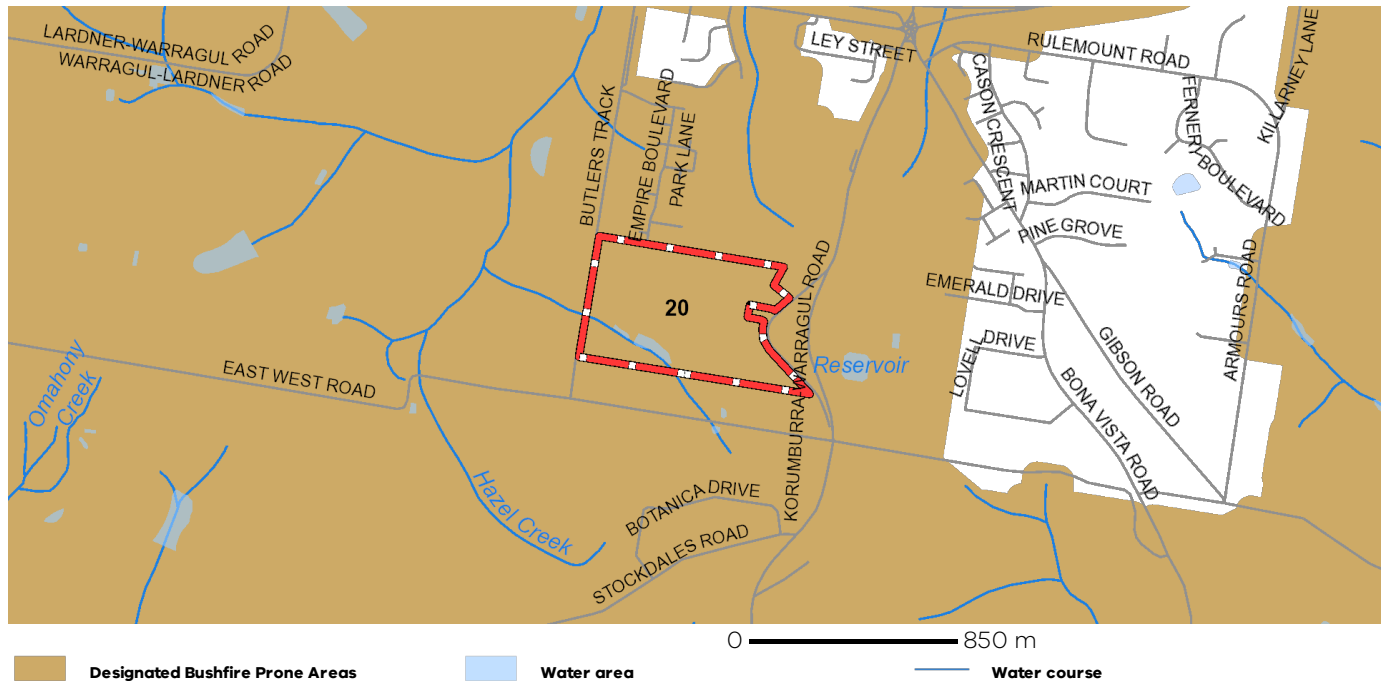 LARDNER-WARRAGUL ROAD
WARRAGUL-LARDNER ROAD
LEY STREET
RULEMOUNT ROAD
KILLARNEY LANE
CASON CRESCENT
FERNERY BOULEVARD
BUTLERS TRACK
EMPIRE BOULEVARD
PARK LANE
MARTIN COURT
PINE GROVE
EMERALD DRIVE
ARMOURS ROAD
20
KORUMBURRA-WARRAGUL ROAD
Reservoir
LOVELL DRIVE
GIBSON ROAD
BONA VISTA ROAD
Omahony
Creek
EAST WEST ROAD
Hazel Creek
BOTANICA DRIVE
STOCKDALES ROAD
0 850 m
Designated Bushfire Prone Areas
Water area
Water course